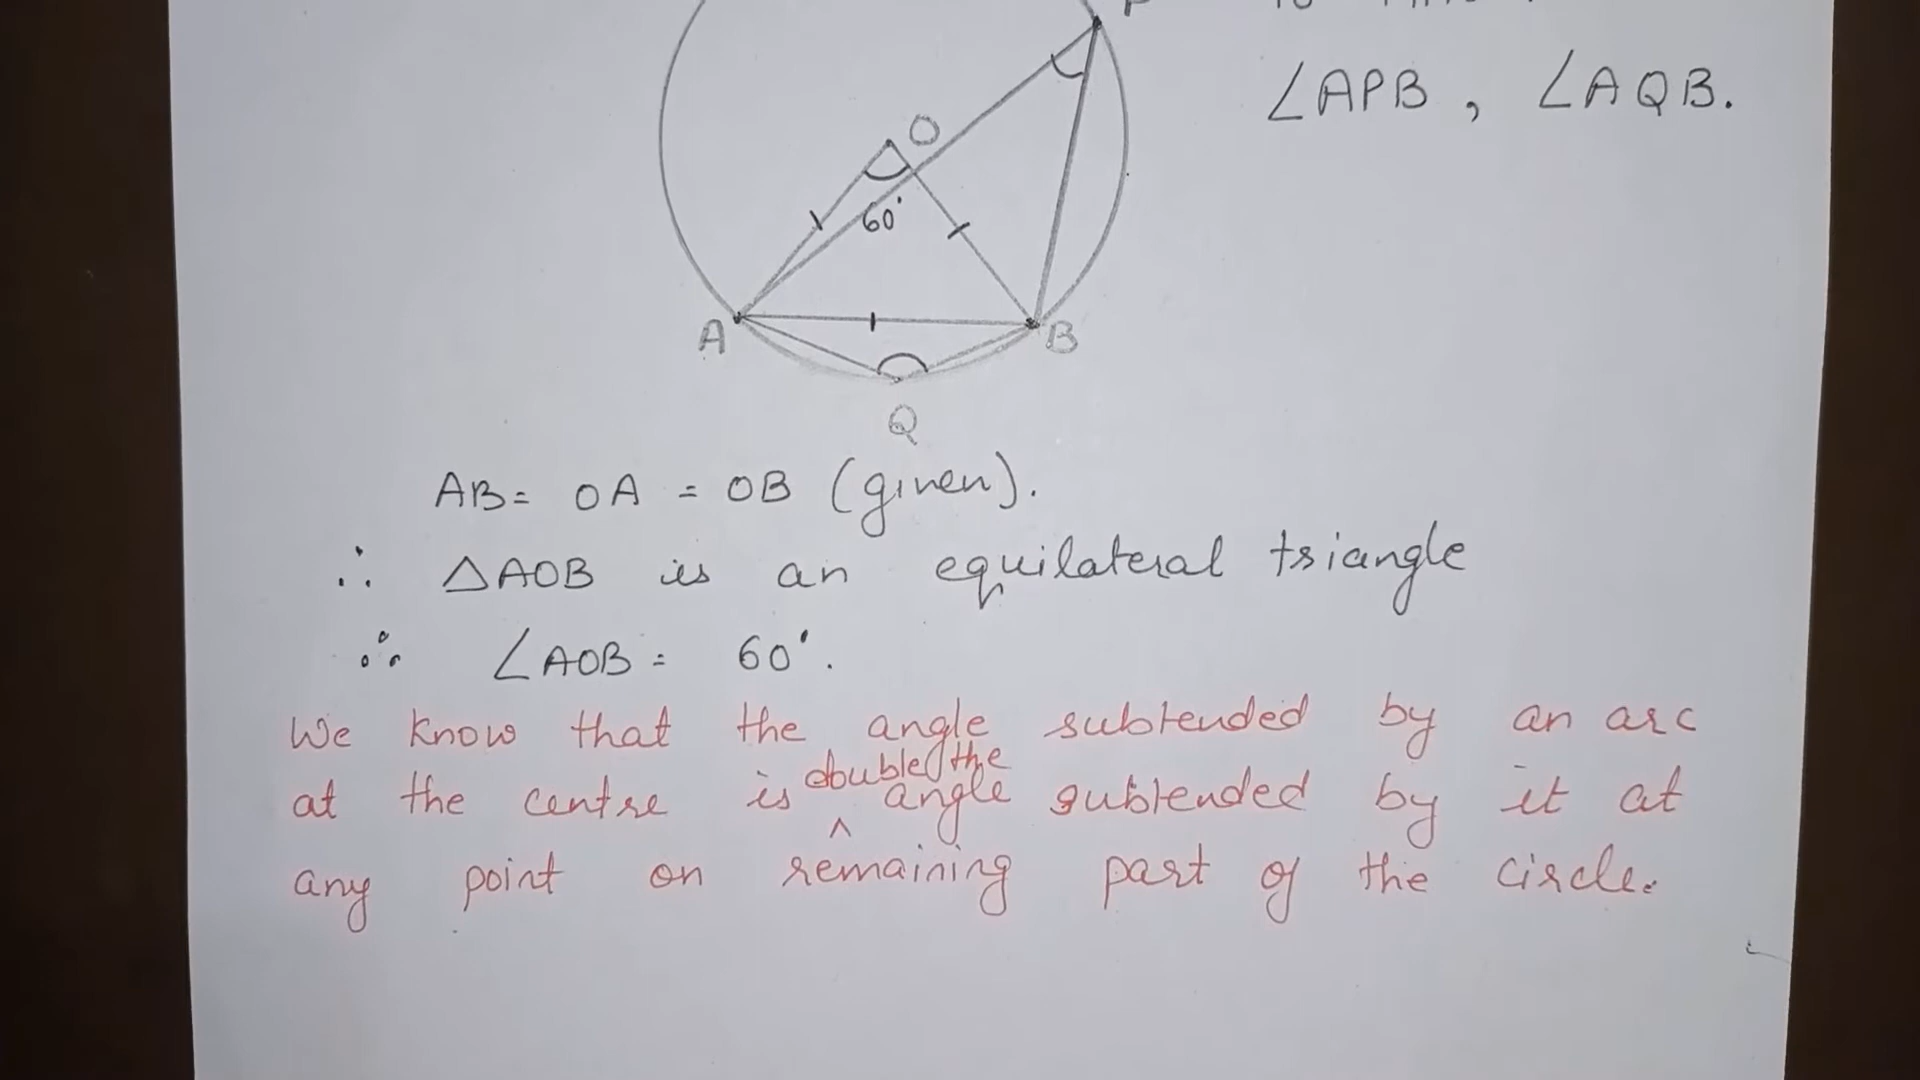 ∠APB, ∠AQB.
O
60°
A
B
Q
AB = OA = OB (given).
∴ △AOB is an equilateral triangle
∴ ∠AOB = 60°.
We know that the angle subtended by an arc
at the centre is double the angle subtended by it at
any point on remaining part of the circle.